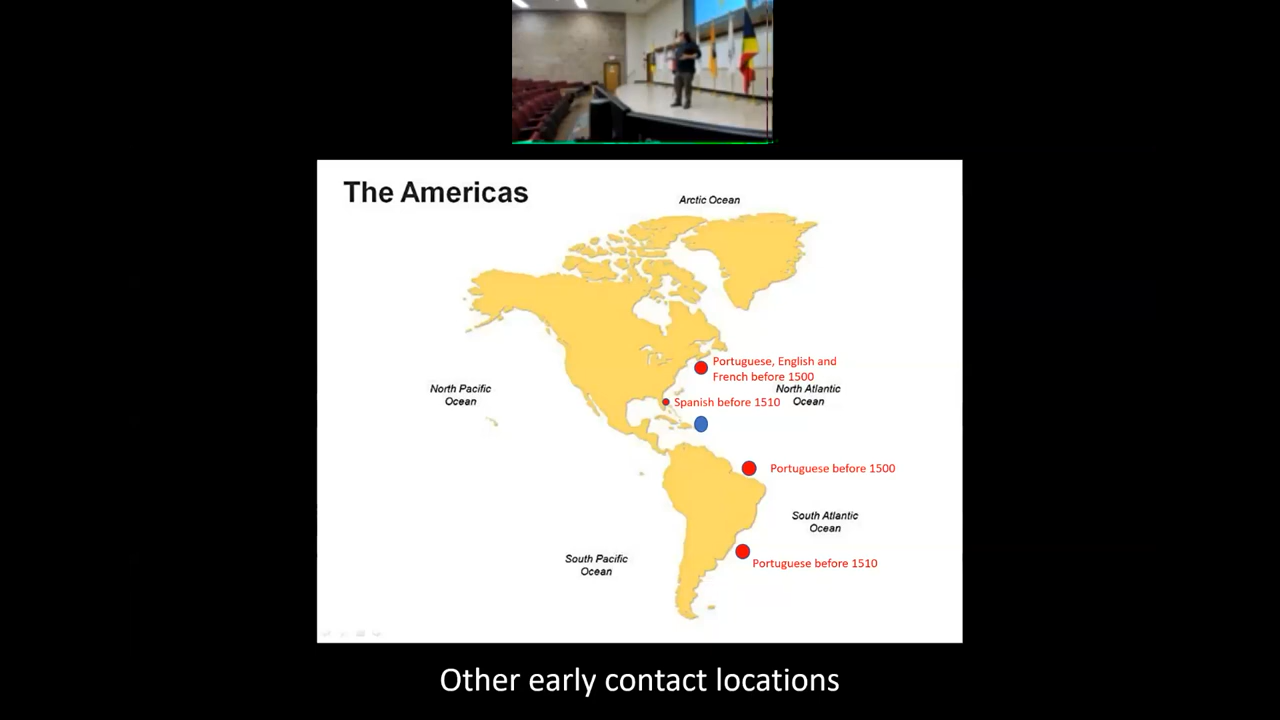 The Americas
Arctic Ocean
Portuguese, English and
French before 1500
North Pacific
Ocean
North Atlantic
Ocean
Spanish before 1510
Portuguese before 1500
South Atlantic
Ocean
South Pacific
Ocean
Portuguese before 1510
Other early contact locations